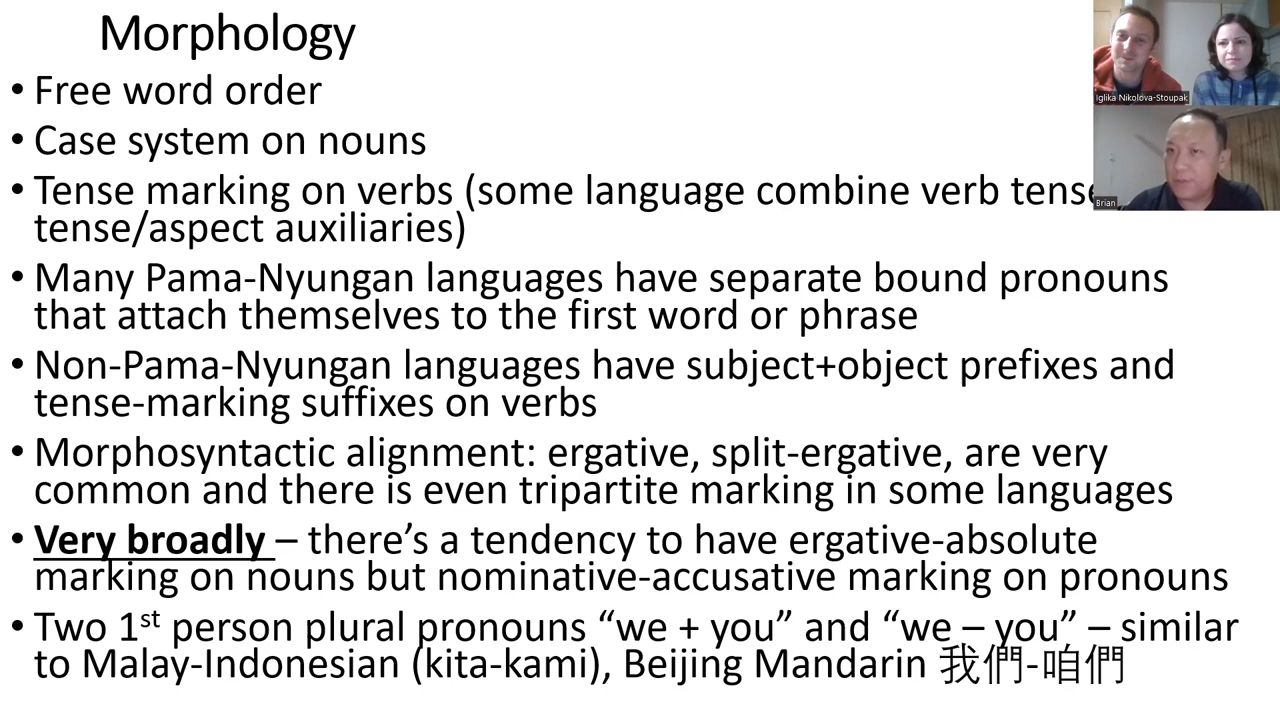 Morphology
• Free word order
• Case system on nouns
• Tense marking on verbs (some language combine verb tense
tense/aspect auxiliaries)
• Many Pama-Nyungan languages have separate bound pronouns
that attach themselves to the first word or phrase
• Non-Pama-Nyungan languages have subject+object prefixes and
tense-marking suffixes on verbs
• Morphosyntactic alignment: ergative, split-ergative, are very
common and there is even tripartite marking in some languages
• Very broadly – there’s a tendency to have ergative-absolute
marking on nouns but nominative-accusative marking on pronouns
• Two 1st person plural pronouns “we + you” and “we – you” – similar
to Malay-Indonesian (kita-kami), Beijing Mandarin 我們-咱們
Iglika Nikolova-Stoupak
Brian